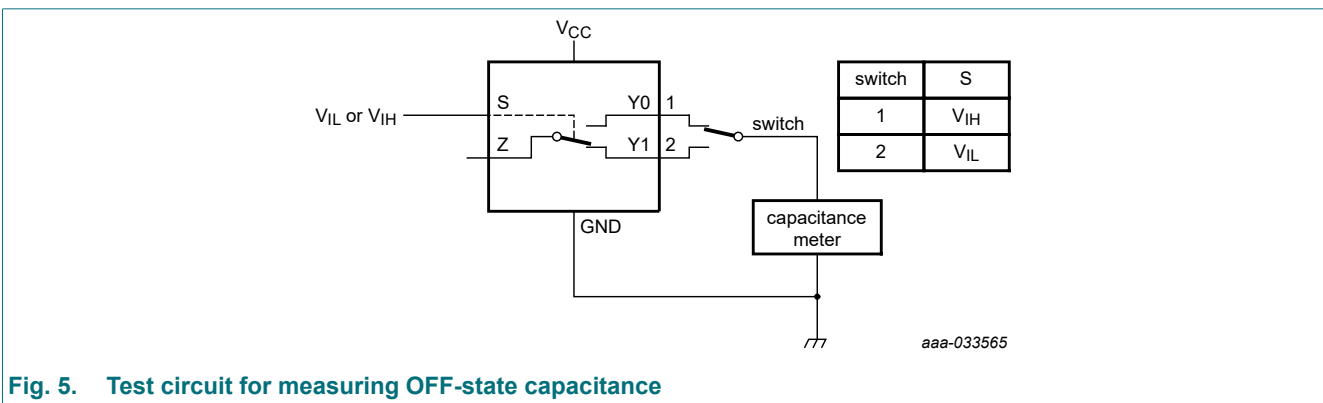 VCC
switch S
S Y0 1
VIL or VIH
switch
1 VIH
Z Y1 2
2 VIL
GND
capacitance
meter
aaa-033565
Fig. 5. Test circuit for measuring OFF-state capacitance